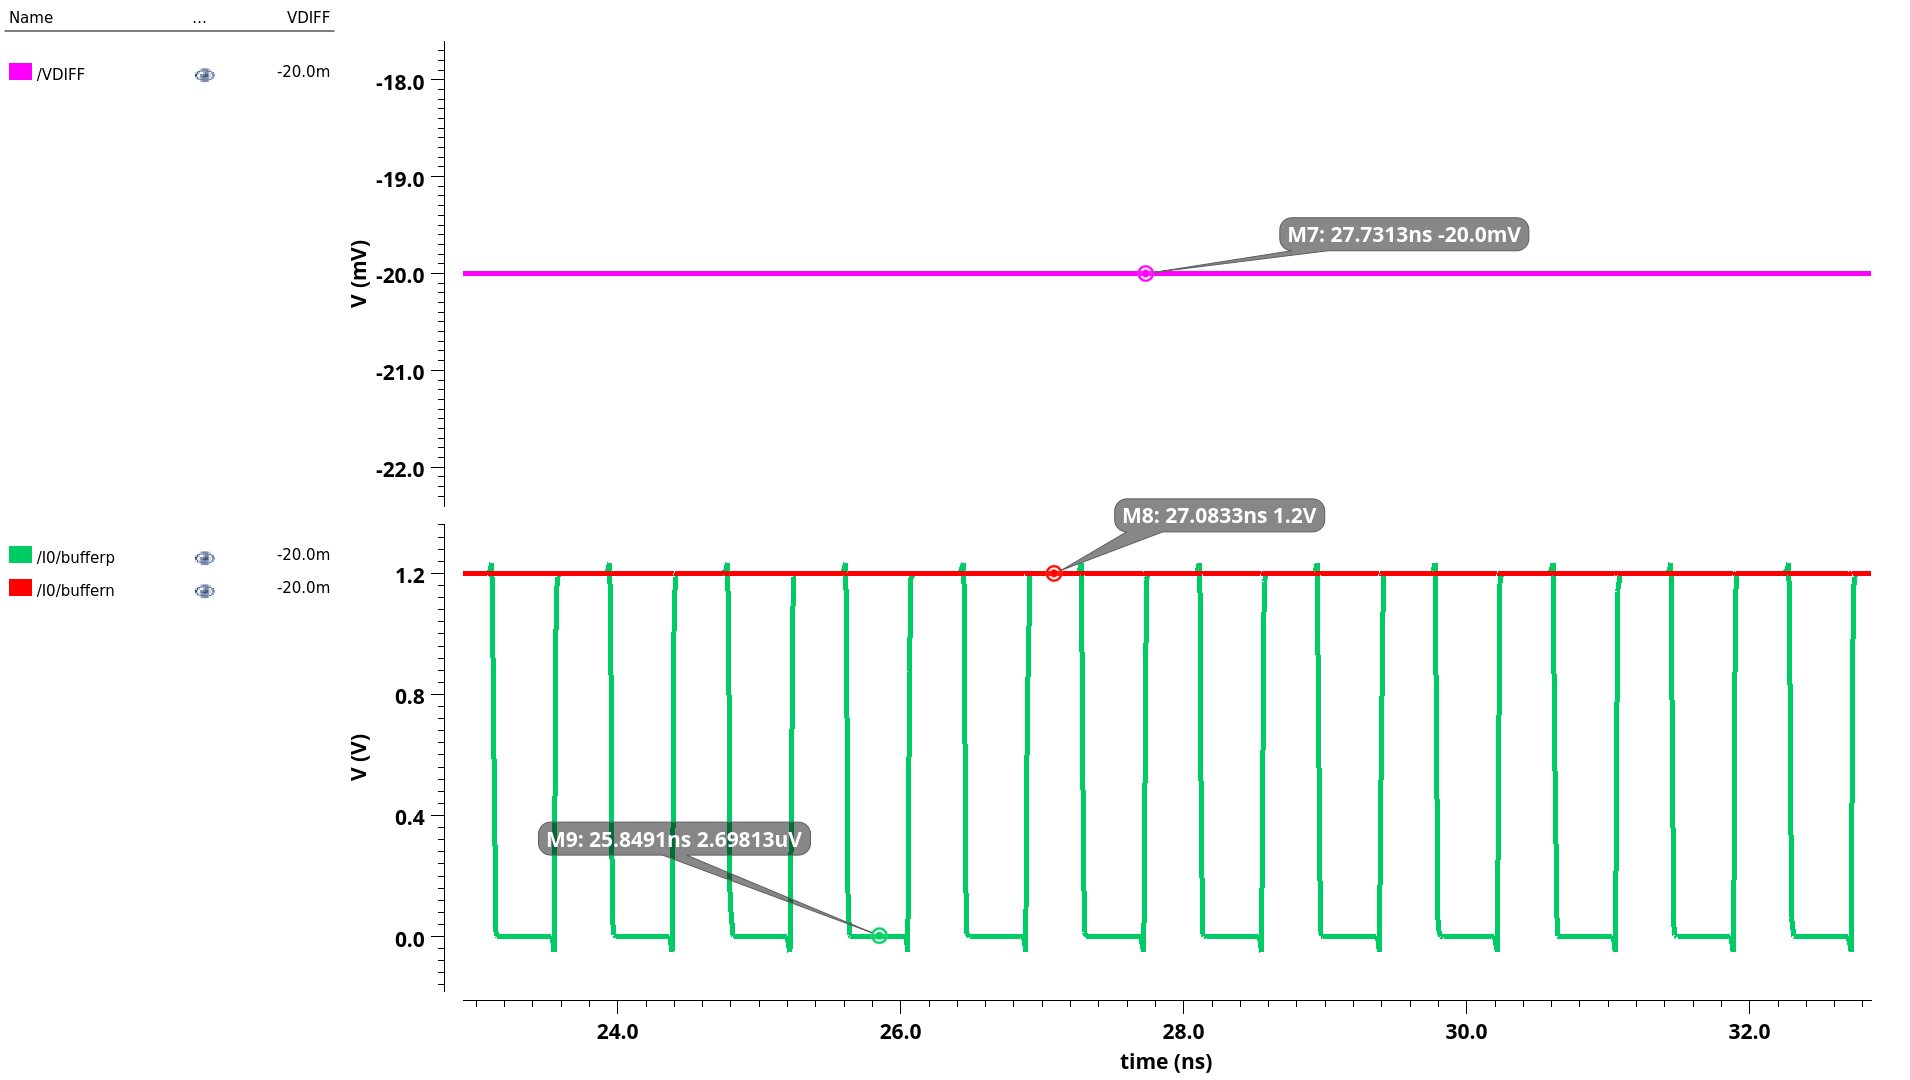 Name ... VDIFF
/VDIFF -20.0m
-18.0
-19.0
M7: 27.7313ns -20.0mV
V (mV)
-20.0
-21.0
-22.0
M8: 27.0833ns 1.2V
/I0/bufferp -20.0m
/I0/buffern -20.0m
1.2
0.8
V (V)
0.4
M9: 25.8491ns 2.69813uV
0.0
24.0 26.0 28.0 30.0 32.0
time (ns)